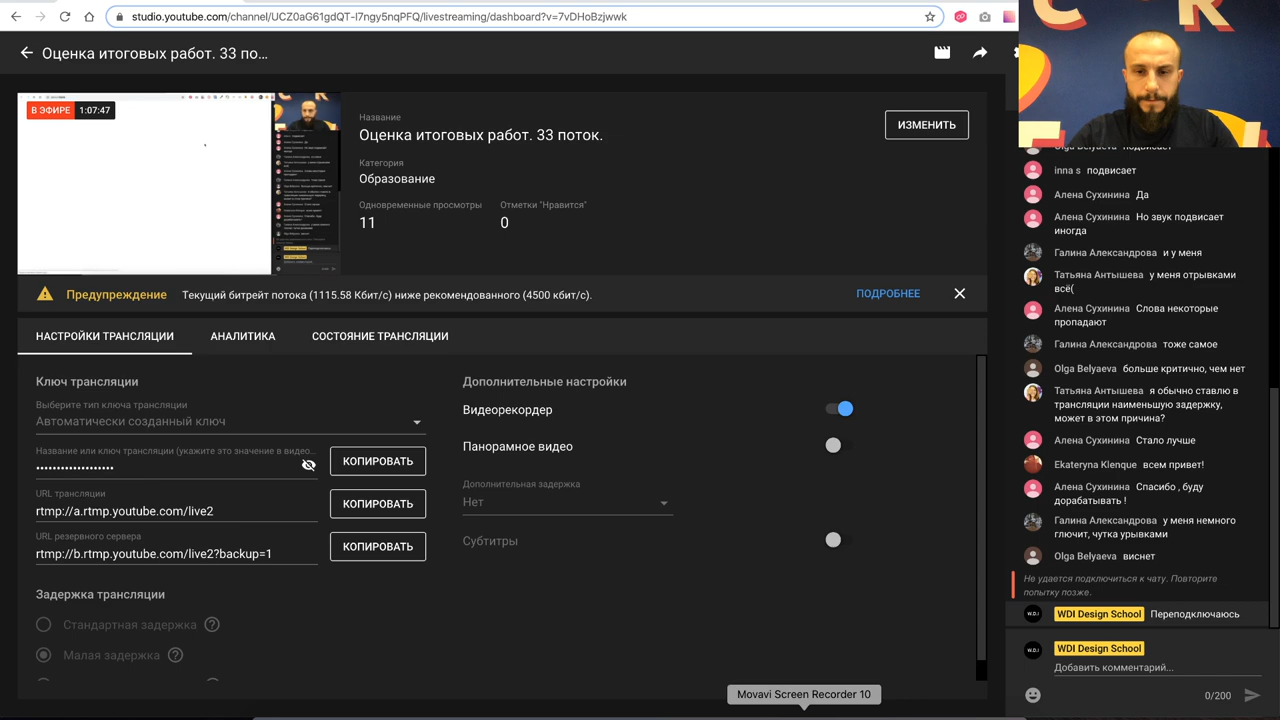 studio.youtube.com/channel/UCZ0aG61gdQT-I7ngy5nqPFQ/livestreaming/dashboard?v=7vDHoBzjwwk
Оценка итоговых работ. 33 по...
В ЭФИРЕ 1:07:47
Название
Оценка итоговых работ. 33 поток.
ИЗМЕНИТЬ
Категория
Образование
Одновременные просмотры
Отметки "Нравится"
11
0
Предупреждение
Текущий битрейт потока (1115.58 Кбит/с) ниже рекомендованного (4500 кбит/с).
ПОДРОБНЕЕ
НАСТРОЙКИ ТРАНСЛЯЦИИ
АНАЛИТИКА
СОСТОЯНИЕ ТРАНСЛЯЦИИ
Ключ трансляции
Выберите тип ключа трансляции
Автоматически созданный ключ
Название или ключ трансляции (укажите это значение в видео...
••••••••••••••••••
КОПИРОВАТЬ
URL трансляции
rtmp://a.rtmp.youtube.com/live2
КОПИРОВАТЬ
URL резервного сервера
rtmp://b.rtmp.youtube.com/live2?backup=1
КОПИРОВАТЬ
Задержка трансляции
Стандартная задержка
Малая задержка
Дополнительные настройки
Видеорекордер
Панорамное видео
Дополнительная задержка
Нет
Субтитры
Movavi Screen Recorder 10
Olga Belyaeva подвисает
inna s подвисает
Алена Сухинина Да
Алена Сухинина Но звук подвисает
иногда
Галина Александрова и у меня
Татьяна Антышева у меня отрывками
всё(
Алена Сухинина Слова некоторые
пропадают
Галина Александрова тоже самое
Olga Belyaeva больше критично, чем нет
Татьяна Антышева я обычно ставлю в
трансляции наименьшую задержку,
может в этом причина?
Алена Сухинина Стало лучше
Ekateryna Klenque всем привет!
Алена Сухинина Спасибо , буду
дорабатывать !
Галина Александрова у меня немного
глючит, чутка урывками
Olga Belyaeva виснет
Не удается подключиться к чату. Повторите
попытку позже.
WDI Design School Переподключаюсь
WDI Design School
Добавить комментарий...
0/200